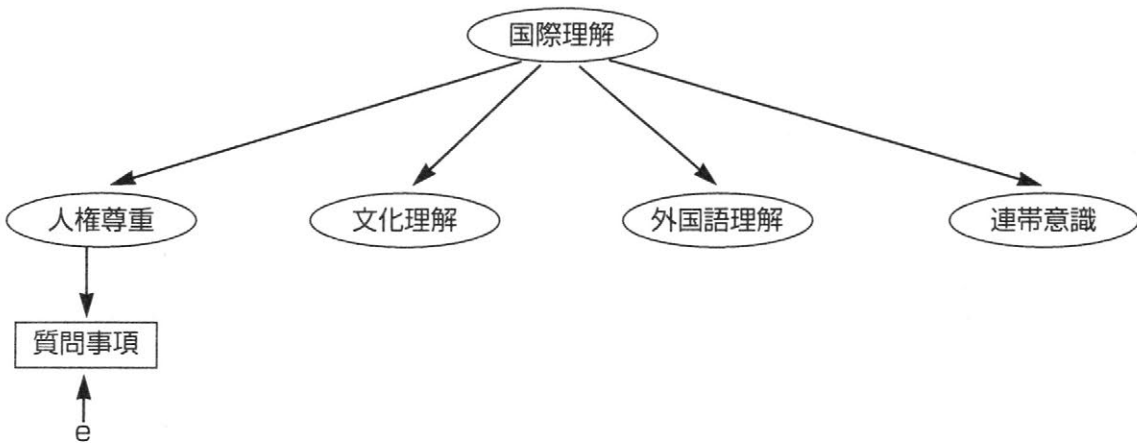 国際理解
人権尊重
文化理解
外国語理解
連帯意識
質問事項
e